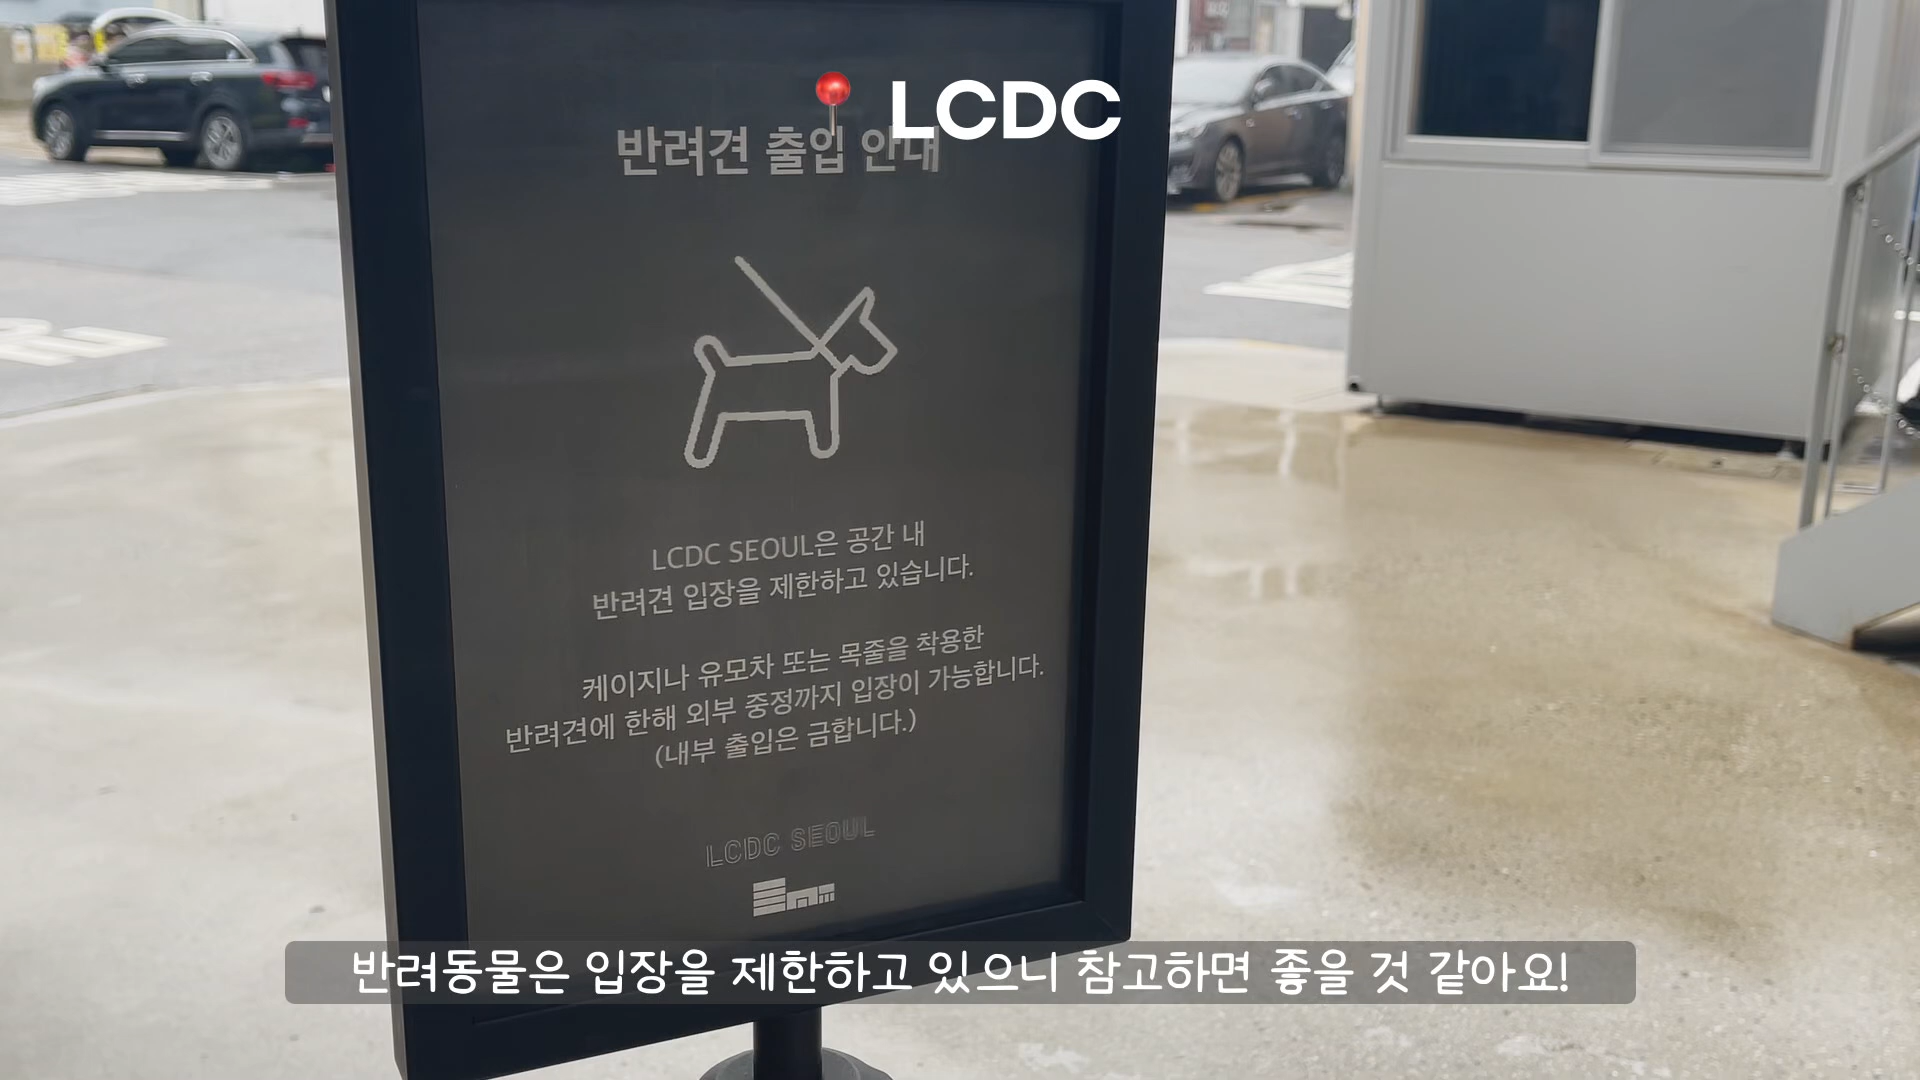 📍 LCDC
반려견 출입 안내
LCDC SEOUL은 공간 내
반려견 입장을 제한하고 있습니다.
케이지나 유모차 또는 목줄을 착용한
반려견에 한해 외부 중정까지 입장이 가능합니다.
(내부 출입은 금합니다.)
LCDC SEOUL
반려동물은 입장을 제한하고 있으니 참고하면 좋을 것 같아요!